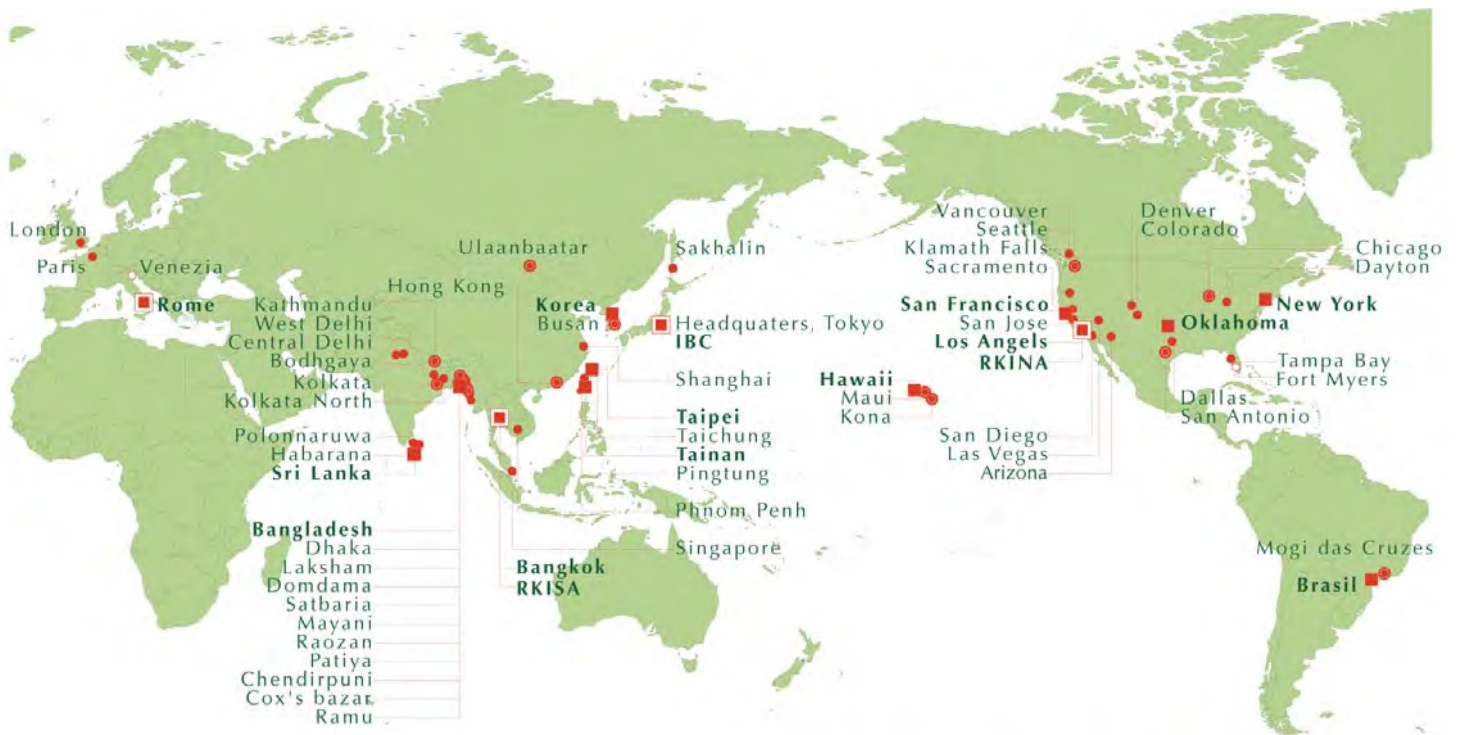 London
Paris
Venezia
Rome
Ulaanbaatar
Hong Kong
Kathmandu
West Delhi
Central Delhi
Bodhgaya
Kolkata
Kolkata North
Polonnaruwa
Habarana
Sri Lanka
Bangladesh
Dhaka
Laksham
Domdama
Satbaria
Mayani
Raozan
Patiya
Chendirpuni
Cox's bazar
Ramu
Sakhalin
Korea
Busan
Headquaters, Tokyo
IBC
Shanghai
Taipei
Taichung
Tainan
Pingtung
Phnom Penh
Singapore
Bangkok
RKISA
Vancouver
Seattle
Klamath Falls
Sacramento
San Francisco
San Jose
Los Angels
RKINA
Hawaii
Maui
Kona
San Diego
Las Vegas
Arizona
Denver
Colorado
Chicago
Dayton
New York
Oklahoma
Tampa Bay
Fort Myers
Dallas
San Antonio
Mogi das Cruzes
Brasil